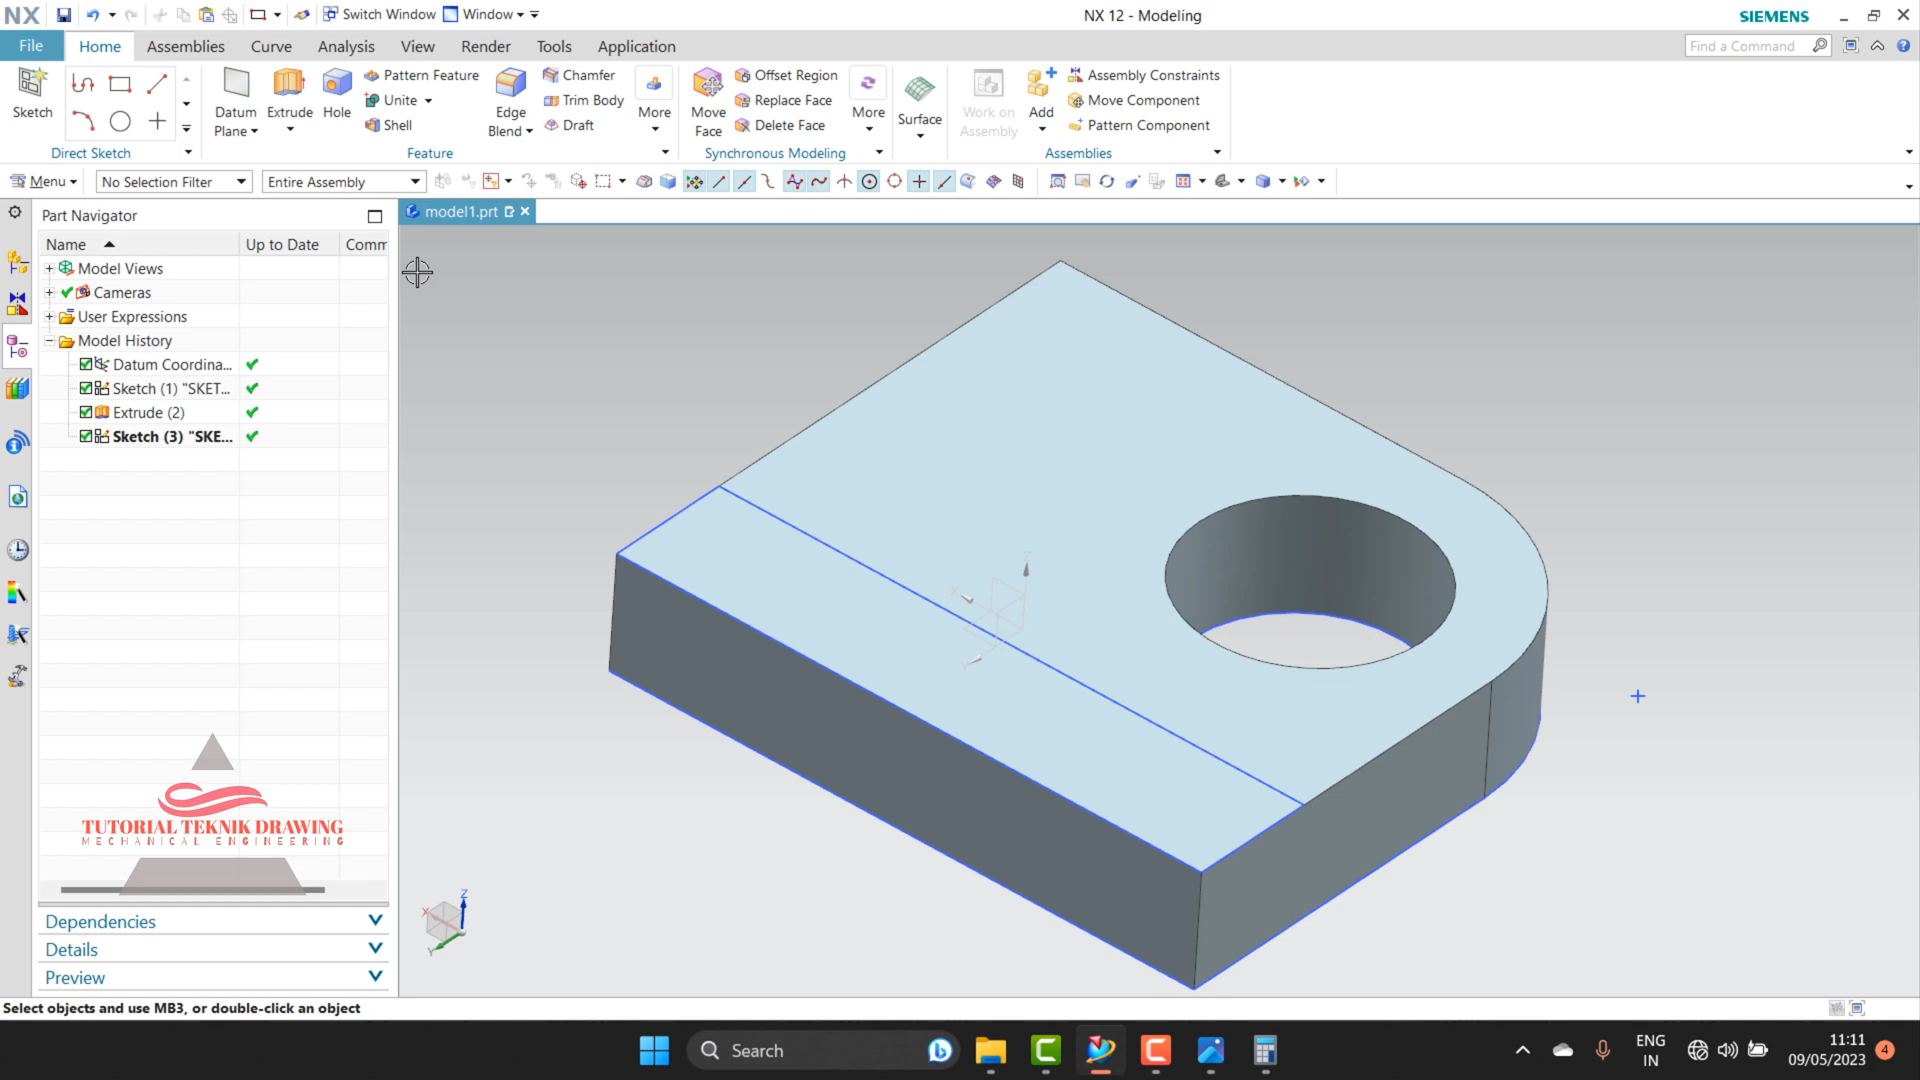 NX
Switch Window
Window
NX 12 - Modeling
SIEMENS
File
Home
Assemblies
Curve
Analysis
View
Feature
Render
Tools
Application
Find a Command
Sketch
Direct Sketch
Datum
Plane
Extrude
Hole
Pattern Feature
Unite
Shell
Edge
Blend
Chamfer
Trim Body
Draft
More
Feature
Move
Face
Offset Region
Replace Face
Delete Face
More
Synchronous Modeling
Surface
Work on
Assembly
Add
Assembly Constraints
Move Component
Pattern Component
Assemblies
Menu
No Selection Filter
Entire Assembly
Part Navigator
model1.prt
Name
Up to Date
Comm
Model Views
Cameras
User Expressions
Model History
Datum Coordina...
Sketch (1) "SKET...
Extrude (2)
Sketch (3) "SKE...
TUTORIAL TEKNIK DRAWING
MECHANICAL ENGINEERING
Dependencies
Details
Preview
Z
X
Y
Z
X
Y
Select objects and use MB3, or double-click an object
Search
ENG
IN
11:11
09/05/2023
4